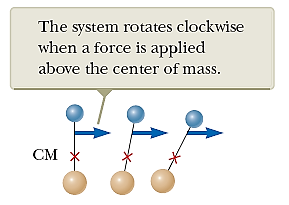 The system rotates clockwise
when a force is applied
above the center of mass.
CM